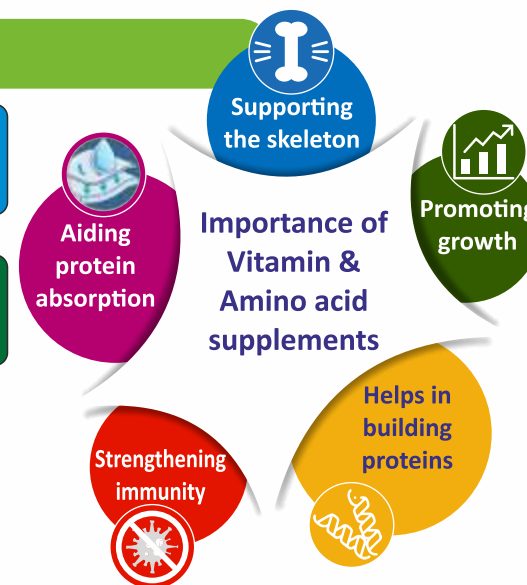 Supporting
the skeleton
Promoting
growth
Importance of
Vitamin &
Amino acid
supplements
Aiding
protein
absorption
Helps in
building
proteins
Strengthening
immunity